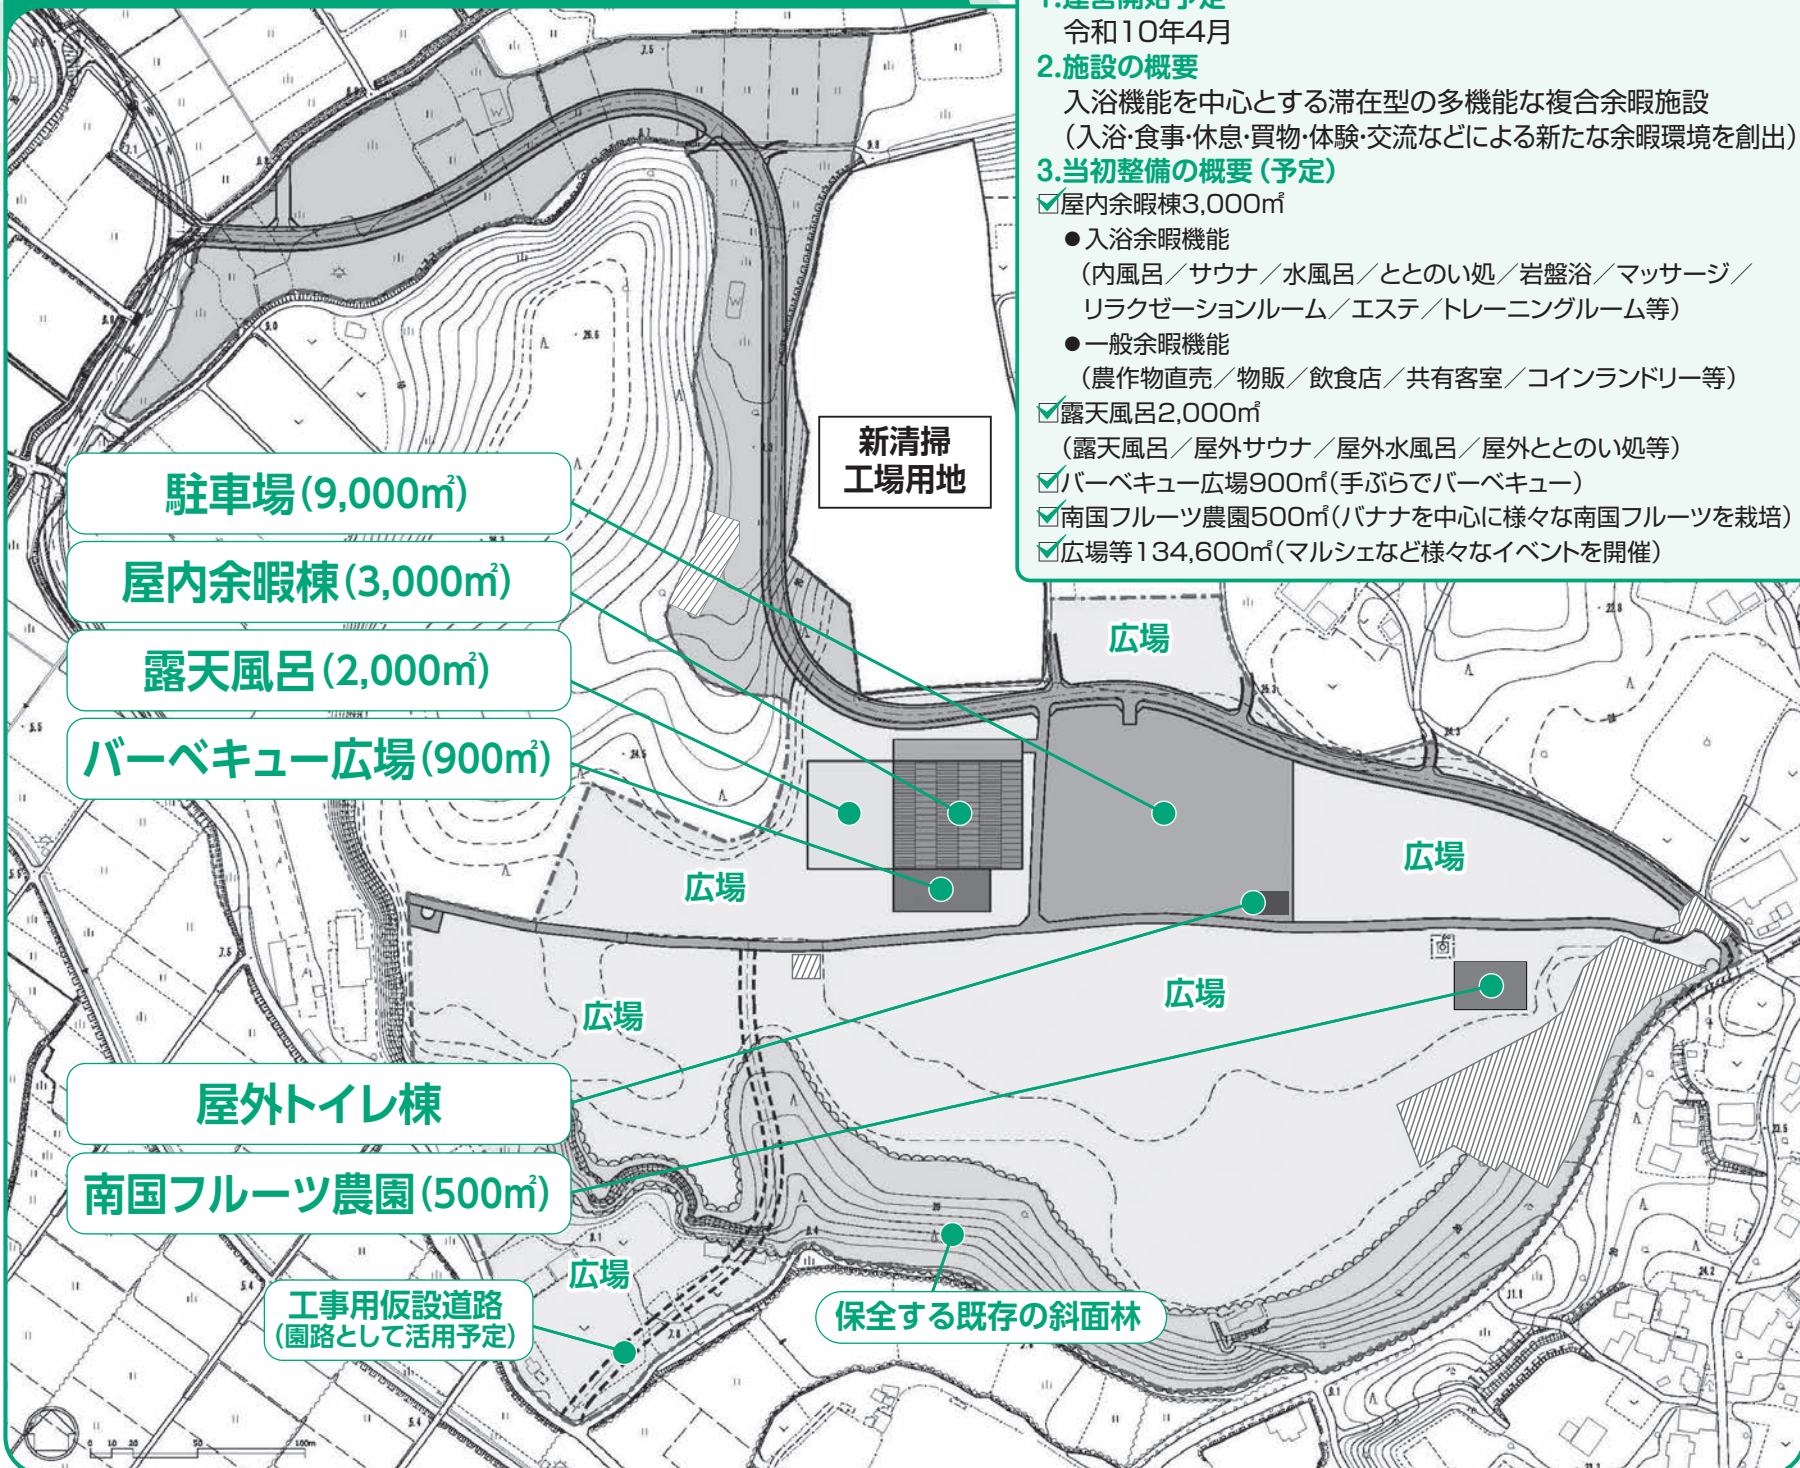 令和10年4月
2.施設の概要
入浴機能を中心とする滞在型の多機能な複合余暇施設
（入浴・食事・休息・買物・体験・交流などによる新たな余暇環境を創出）
3.当初整備の概要（予定）
屋内余暇棟3,000㎡
●入浴余暇機能
（内風呂／サウナ／水風呂／ととのい処／岩盤浴／マッサージ／
リラクゼーションルーム／エステ／トレーニングルーム等）
●一般余暇機能
（農作物直売／物販／飲食店／共有客室／コインランドリー等）
露天風呂2,000㎡
（露天風呂／屋外サウナ／屋外水風呂／屋外ととのい処等）
バーベキュー広場900㎡（手ぶらでバーベキュー）
南国フルーツ農園500㎡（バナナを中心に様々な南国フルーツを栽培）
広場等134,600㎡（マルシェなど様々なイベントを開催）
新清掃
工場用地
駐車場（9,000㎡）
屋内余暇棟（3,000㎡）
露天風呂（2,000㎡）
バーベキュー広場（900㎡）
広場
広場
広場
広場
広場
屋外トイレ棟
南国フルーツ農園（500㎡）
広場
工事用仮設道路
（園路として活用予定）
保全する既存の斜面林
0 10 20 50 100m